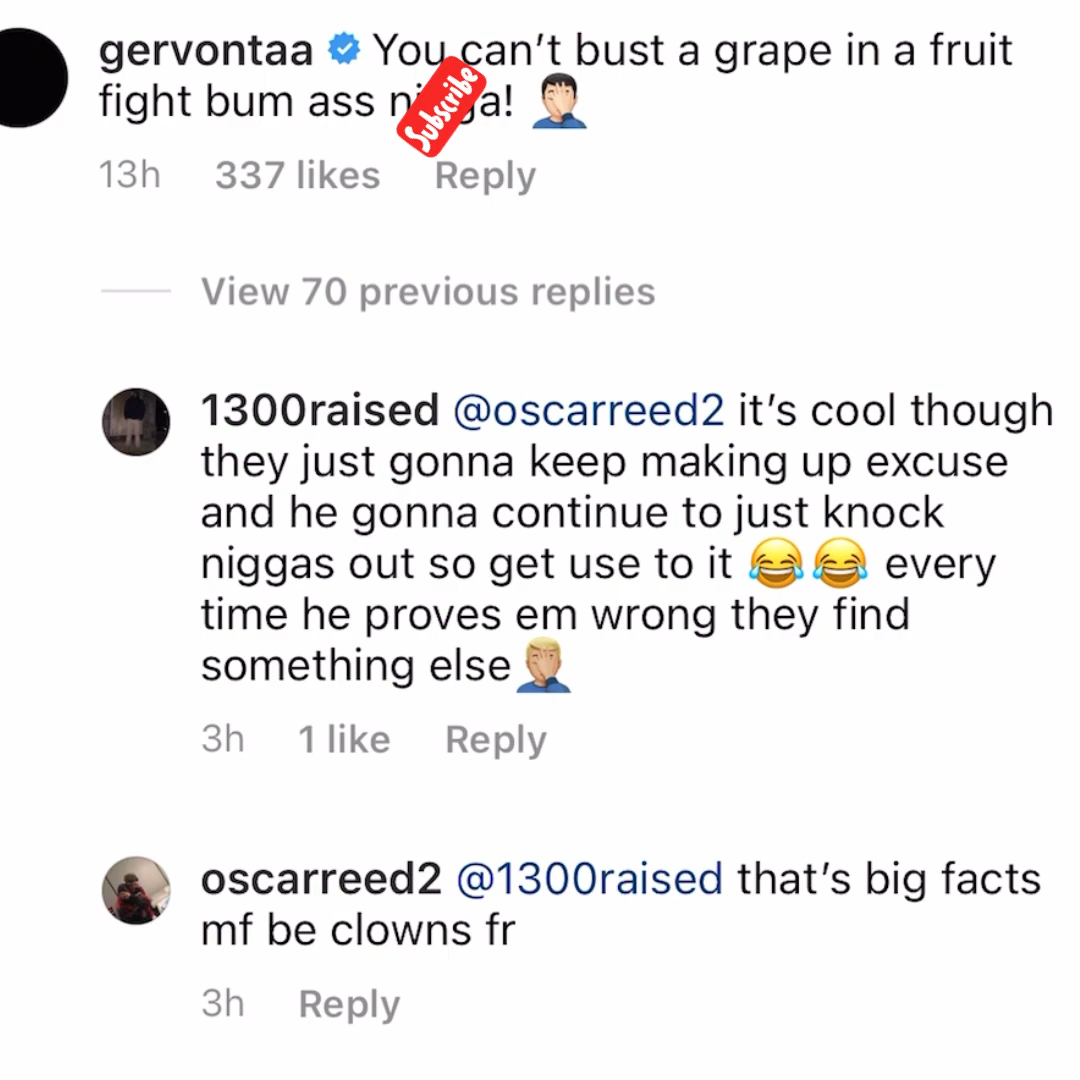 gervontaa You can't bust a grape in a fruit
fight bum ass ni ga!
Subscribe
13h 337 likes Reply
View 70 previous replies
1300raised @oscarreed2 it's cool though
they just gonna keep making up excuse
and he gonna continue to just knock
niggas out so get use to it 😂😂 every
time he proves em wrong they find
something else🤦🏼‍♂️
3h 1 like Reply
oscarreed2 @1300raised that's big facts
mf be clowns fr
3h Reply